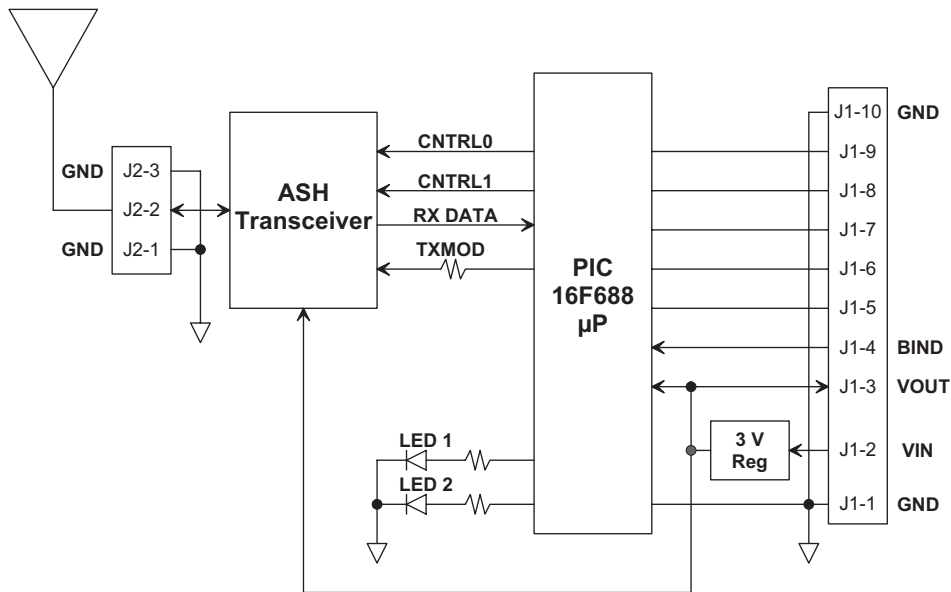 J1-10 GND
CNTRL0
J1-9
GND J2-3
ASH
Transceiver
CNTRL1
J1-8
J2-2
RX DATA
J1-7
GND J2-1
TXMOD
PIC
16F688
µP
J1-6
J1-5
J1-4 BIND
J1-3 VOUT
LED 1
3 V
Reg
J1-2 VIN
LED 2
J1-1 GND